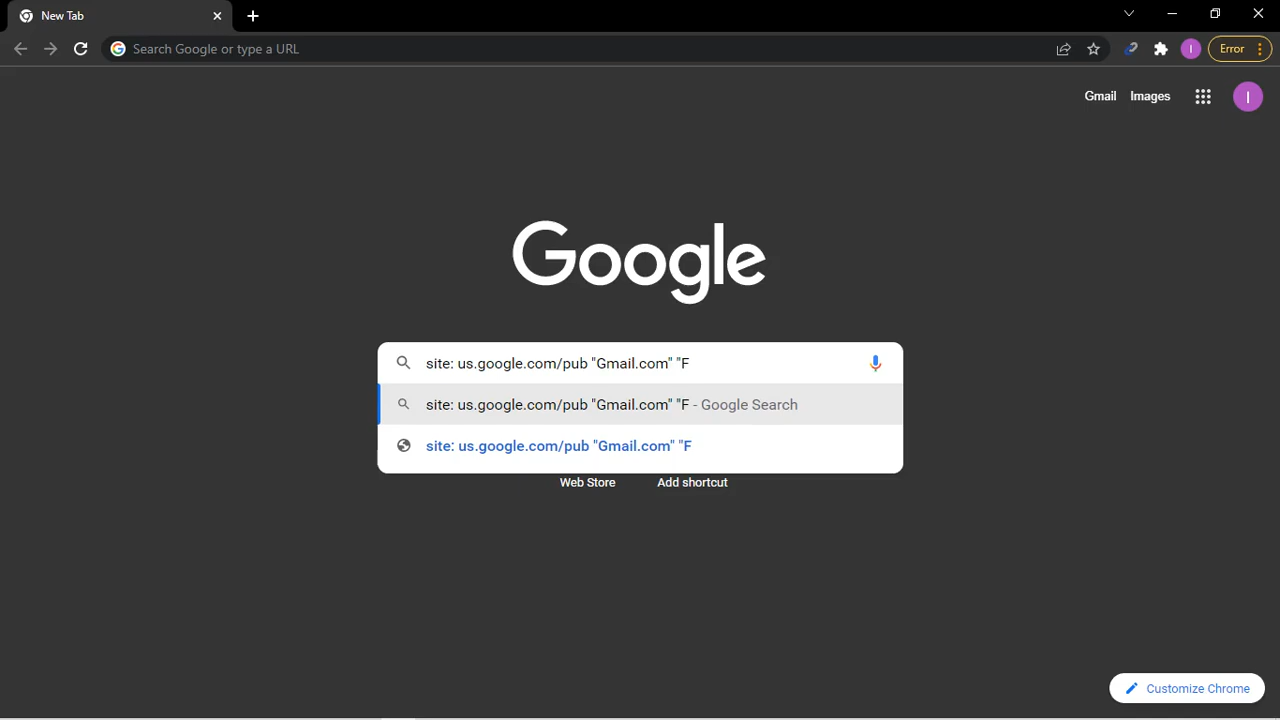 New Tab
Search Google or type a URL
I
Error
Gmail Images
I
Google
site: us.google.com/pub "Gmail.com" "F
site: us.google.com/pub "Gmail.com" "F - Google Search
site: us.google.com/pub "Gmail.com" "F
Web Store Add shortcut
Customize Chrome